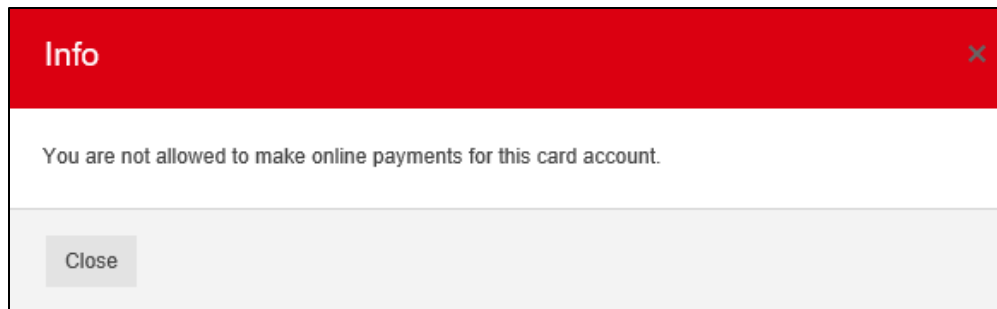 Info
You are not allowed to make online payments for this card account.
Close